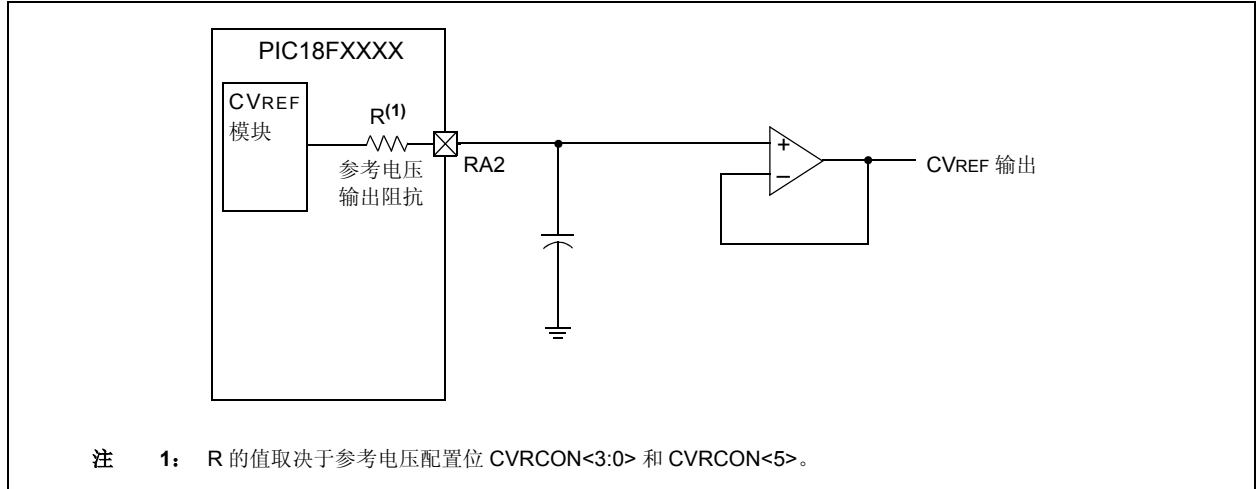 PIC18FXXXX
CVREF
模块
R(1)
参考电压
输出阻抗
RA2
+
–
CVREF 输出
注 1： R 的值取决于参考电压配置位 CVRCON<3:0> 和 CVRCON<5>。